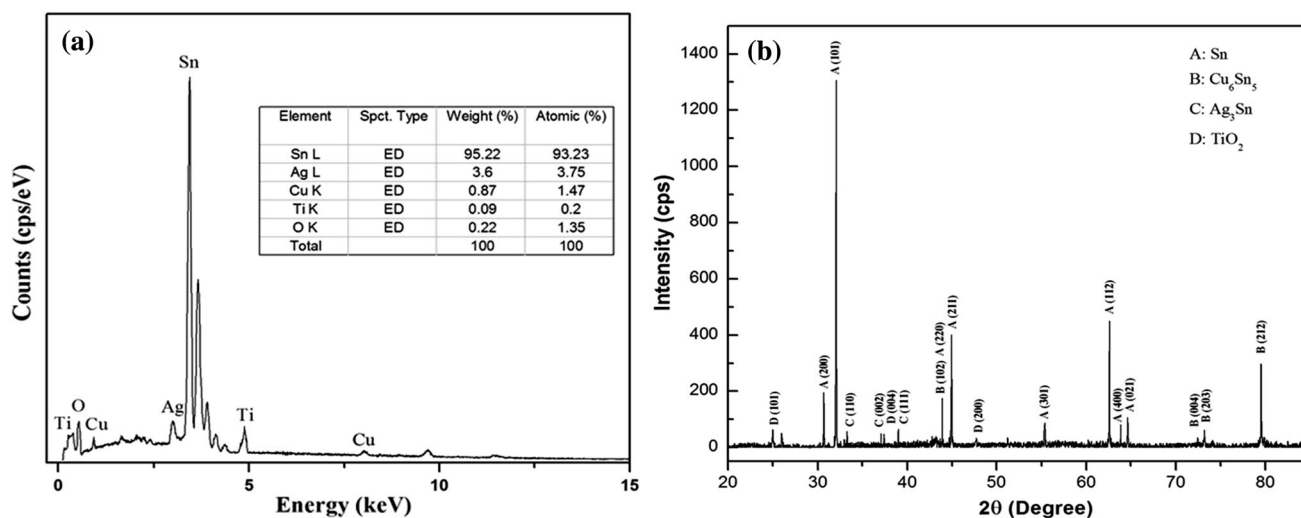 (a)
Sn
Element Spct. Type Weight (%) Atomic (%)
Sn L ED 95.22 93.23
Ag L ED 3.6 3.75
Cu K ED 0.87 1.47
Ti K ED 0.09 0.2
O K ED 0.22 1.35
Total 100 100
Counts (cps/eV)
Ti
O
Cu
Ag
Ti
Cu
0 5 10 15
Energy (keV)
(b)
A: Sn
B: Cu₆Sn₅
C: Ag₃Sn
D: TiO₂
Intensity (cps)
1400
1200
1000
800
600
400
200
0
D (101)
A (200)
A (101)
C (110)
C (002)
D (004)
C (111)
B (102)
A (220)
A (211)
D (200)
A (301)
A (112)
A (400)
A (021)
B (004)
B (203)
B (212)
20 30 40 50 60 70 80
2θ (Degree)